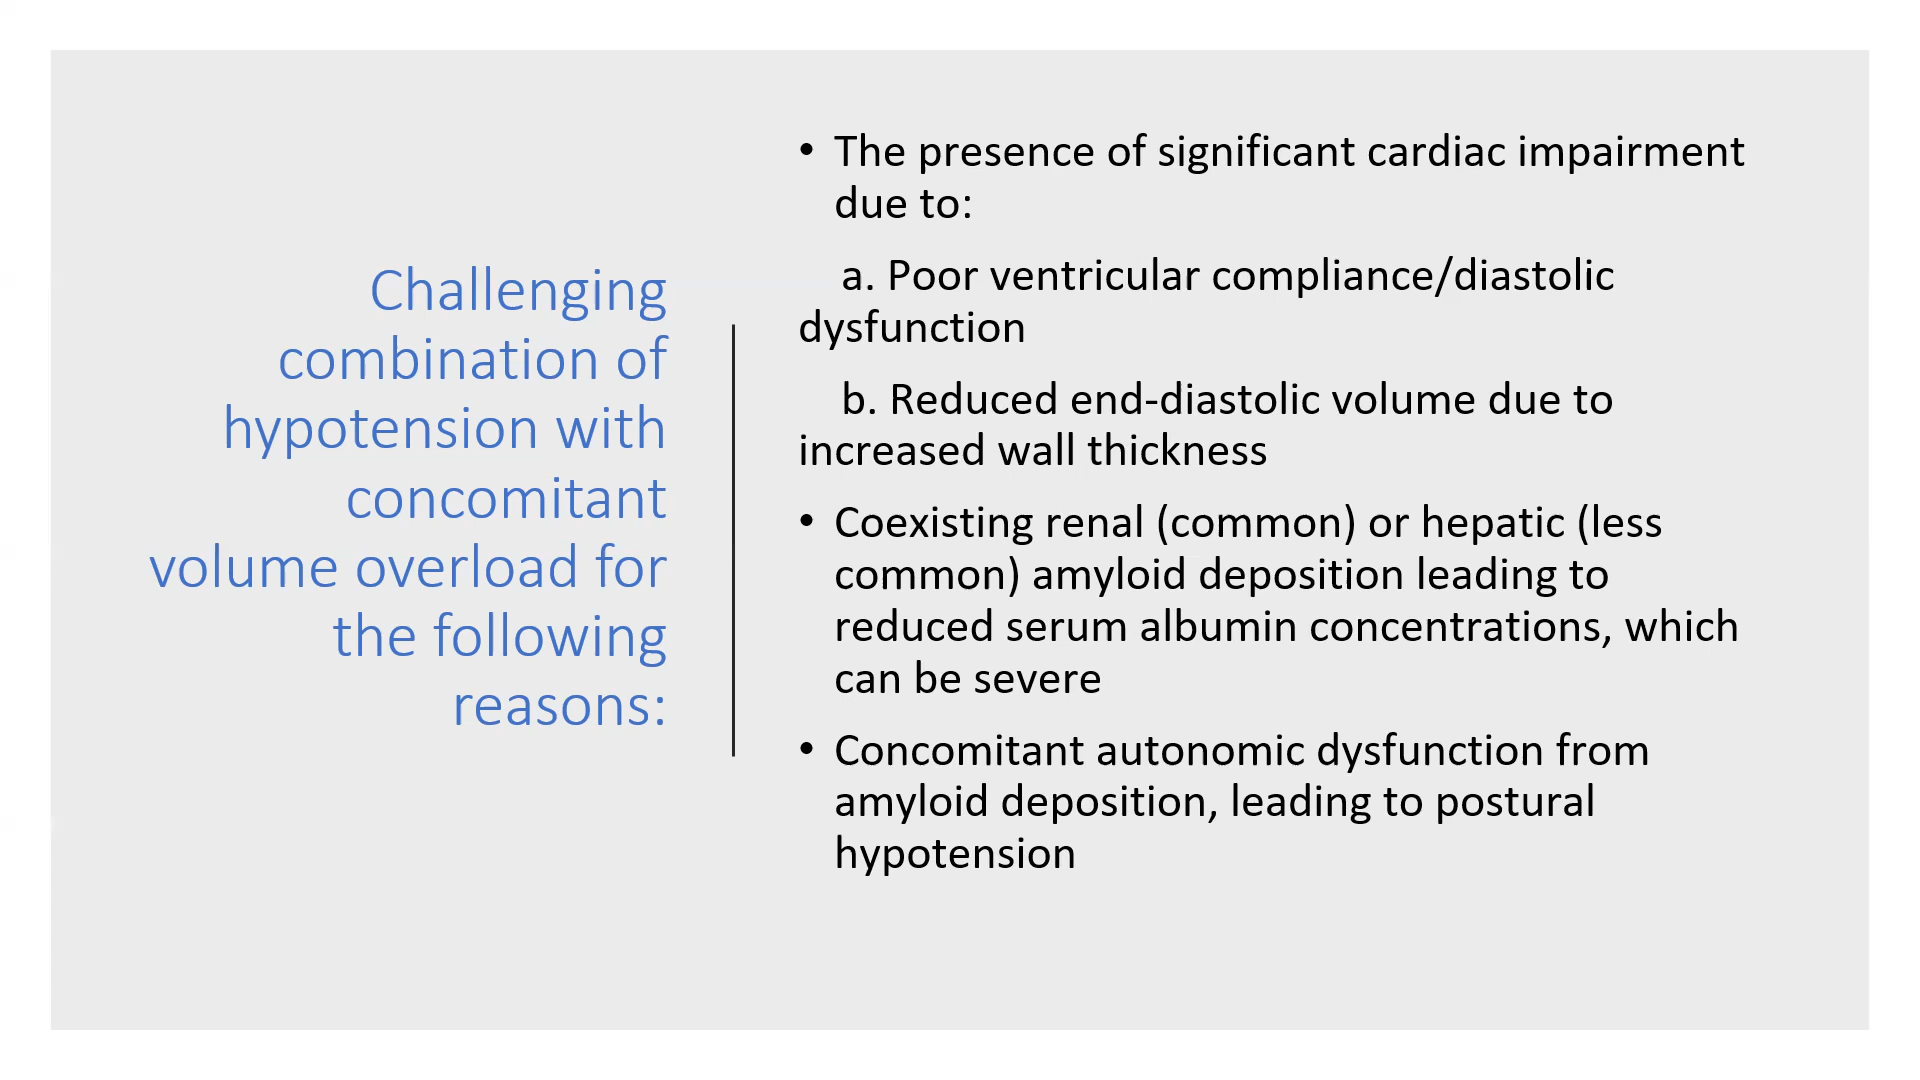 Challenging
combination of
hypotension with
concomitant
volume overload for
the following
reasons:
• The presence of significant cardiac impairment
due to:
a. Poor ventricular compliance/diastolic
dysfunction
b. Reduced end-diastolic volume due to
increased wall thickness
• Coexisting renal (common) or hepatic (less
common) amyloid deposition leading to
reduced serum albumin concentrations, which
can be severe
• Concomitant autonomic dysfunction from
amyloid deposition, leading to postural
hypotension